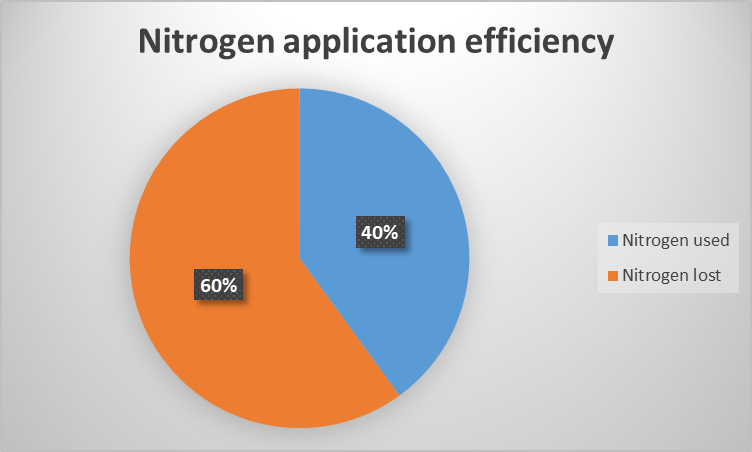 Nitrogen application efficiency
40%
60%
Nitrogen used
Nitrogen lost